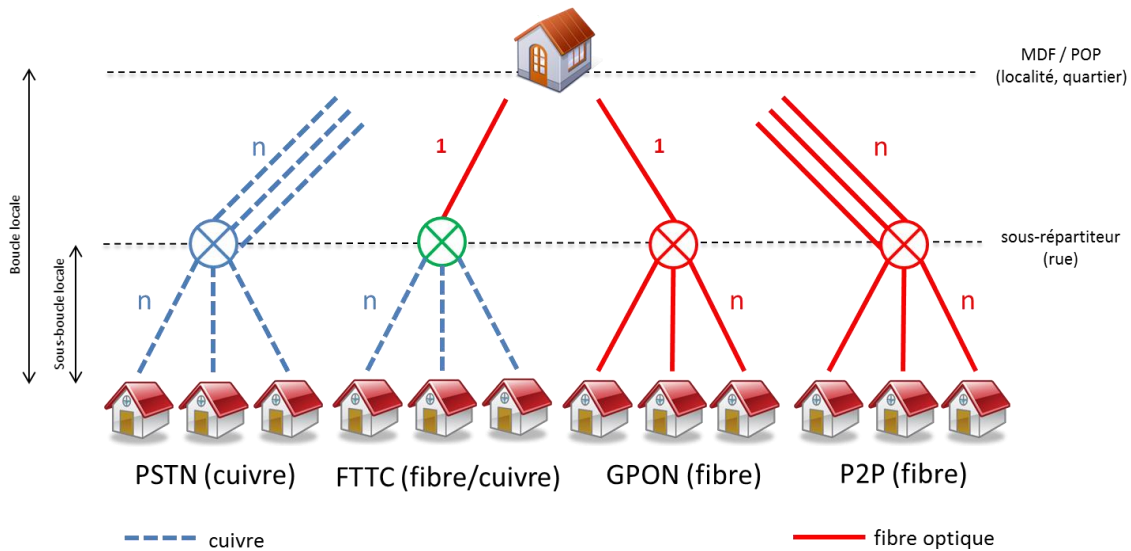 MDF / POP
(localité, quartier)
n
1
1
n
Boucle locale
sous-répartiteur
(rue)
Sous-boucle locale
n
n
n
n
PSTN (cuivre)
FTTC (fibre/cuivre)
GPON (fibre)
P2P (fibre)
cuivre
fibre optique